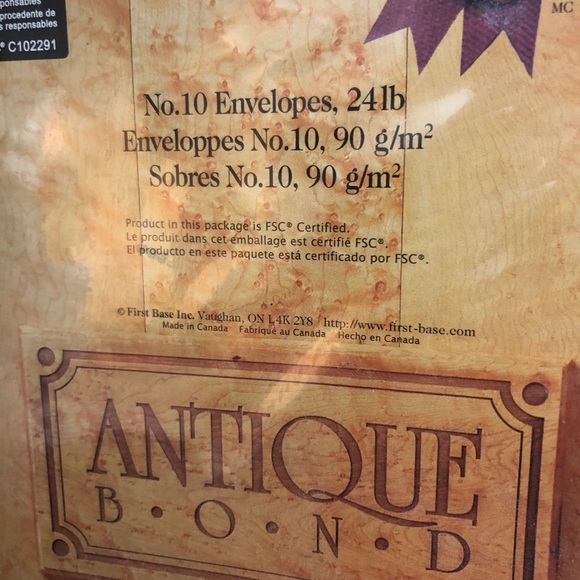 ponsables
procedente de
s responsables
® C102291
MC
No.10 Envelopes, 24lb
Enveloppes No.10, 90 g/m²
Sobres No.10, 90 g/m²
Product in this package is FSC® Certified.
Le produit dans cet emballage est certifié FSC®.
El producto en este paquete está certificado por FSC®.
© First Base Inc. Vaughan, ON L4K 2Y8 http://www.first-base.com
Made in Canada Fabriqué au Canada Hecho en Canada
ANTIQUE
B • O • N • D